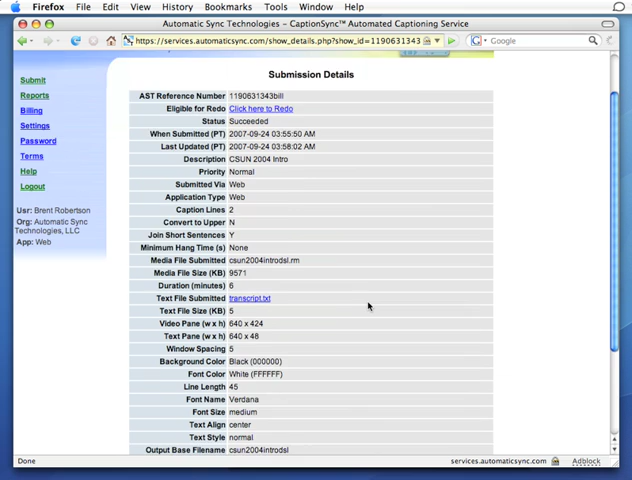 Firefox File Edit View History Bookmarks Tools Window Help
Automatic Sync Technologies – CaptionSync™ Automated Captioning Service
https://services.automaticsync.com/show_details.php?show_id=1190631343 Google
Submission Details
Submit
Reports
Billing
Settings
Password
Terms
Help
Logout
Usr: Brent Robertson
Org: Automatic Sync
Technologies, LLC
App: Web
AST Reference Number 1190631343bill
Eligible for Redo Click here to Redo
Status Succeeded
When Submitted (PT) 2007-09-24 03:55:50 AM
Last Updated (PT) 2007-09-24 03:58:02 AM
Description CSUN 2004 Intro
Priority Normal
Submitted Via Web
Application Type Web
Caption Lines 2
Convert to Upper N
Join Short Sentences Y
Minimum Hang Time (s) None
Media File Submitted csun2004introdsl.rm
Media File Size (KB) 9571
Duration (minutes) 6
Text File Submitted transcript.txt
Text File Size (KB) 5
Video Pane (w x h) 640 x 424
Text Pane (w x h) 640 x 48
Window Spacing 5
Background Color Black (000000)
Font Color White (FFFFFF)
Line Length 45
Font Name Verdana
Font Size medium
Text Align center
Text Style normal
Output Base Filename csun2004introdsl
Done services.automaticsync.com Adblock